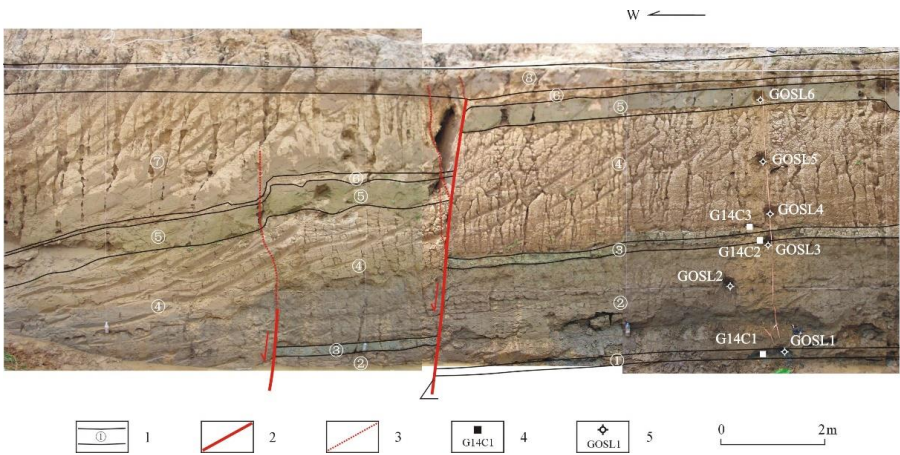 W
⑧
⑥
⑤
GOSL6
⑦
④
GOSL5
⑥
⑤
GOSL4
G14C3
⑤
③
G14C2
GOSL3
④
GOSL2
④
②
G14C1
GOSL1
③
②
①
① 1
2
3
G14C1 4
GOSL1 5
0 2 m